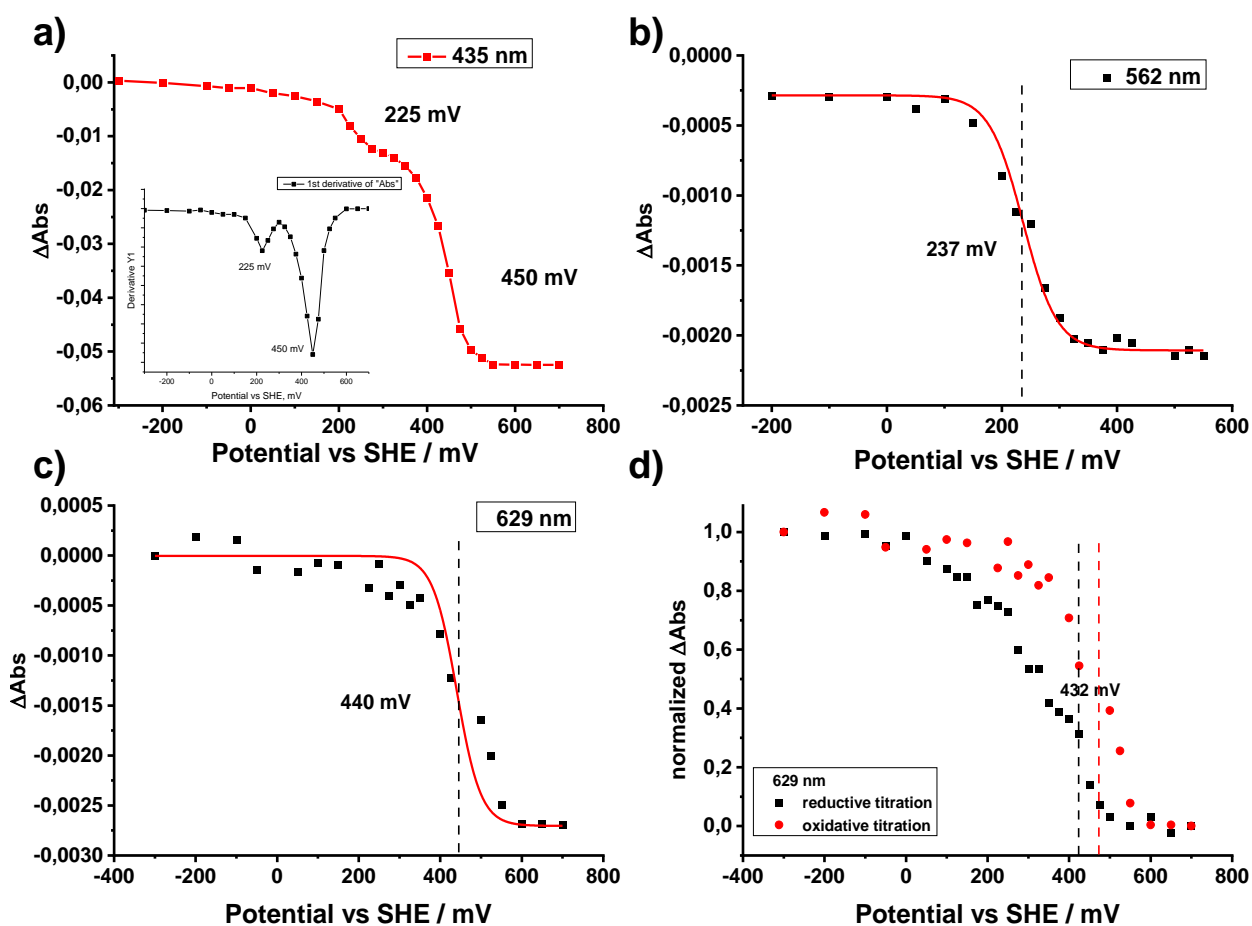 a)
435 nm
0,00
-0,01
-0,02
-0,03
-0,04
-0,05
-0,06
ΔAbs
225 mV
450 mV
1st derivative of "Abs"
Derivative Y1
225 mV
450 mV
-200 0 200 400 600
Potential vs SHE, mV
-200 0 200 400 600 800
Potential vs SHE / mV
b)
562 nm
0,0000
-0,0005
-0,0010
-0,0015
-0,0020
-0,0025
ΔAbs
237 mV
-200 0 200 400 600
Potential vs SHE / mV
c)
629 nm
0,0005
0,0000
-0,0005
-0,0010
-0,0015
-0,0020
-0,0025
-0,0030
ΔAbs
440 mV
-400 -200 0 200 400 600 800
Potential vs SHE / mV
d)
1,0
0,8
0,6
0,4
0,2
0,0
normalized ΔAbs
432 mV
629 nm
reductive titration
oxidative titration
-400 -200 0 200 400 600 800
Potential vs SHE / mV